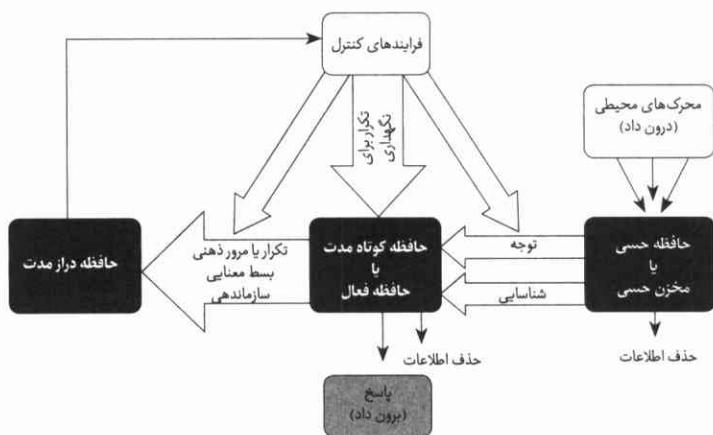 فرایندهای کنترل
محرک‌های محیطی
(درون داد)
تکرار برای
نگهداری
حافظه حسی
یا
مخزن حسی
توجه
شناسایی
حافظه کوتاه مدت
یا
حافظه فعال
تکرار یا مرور ذهنی
بسط معنایی
سازماندهی
حافظه دراز مدت
حذف اطلاعات
حذف اطلاعات
پاسخ
(برون داد)